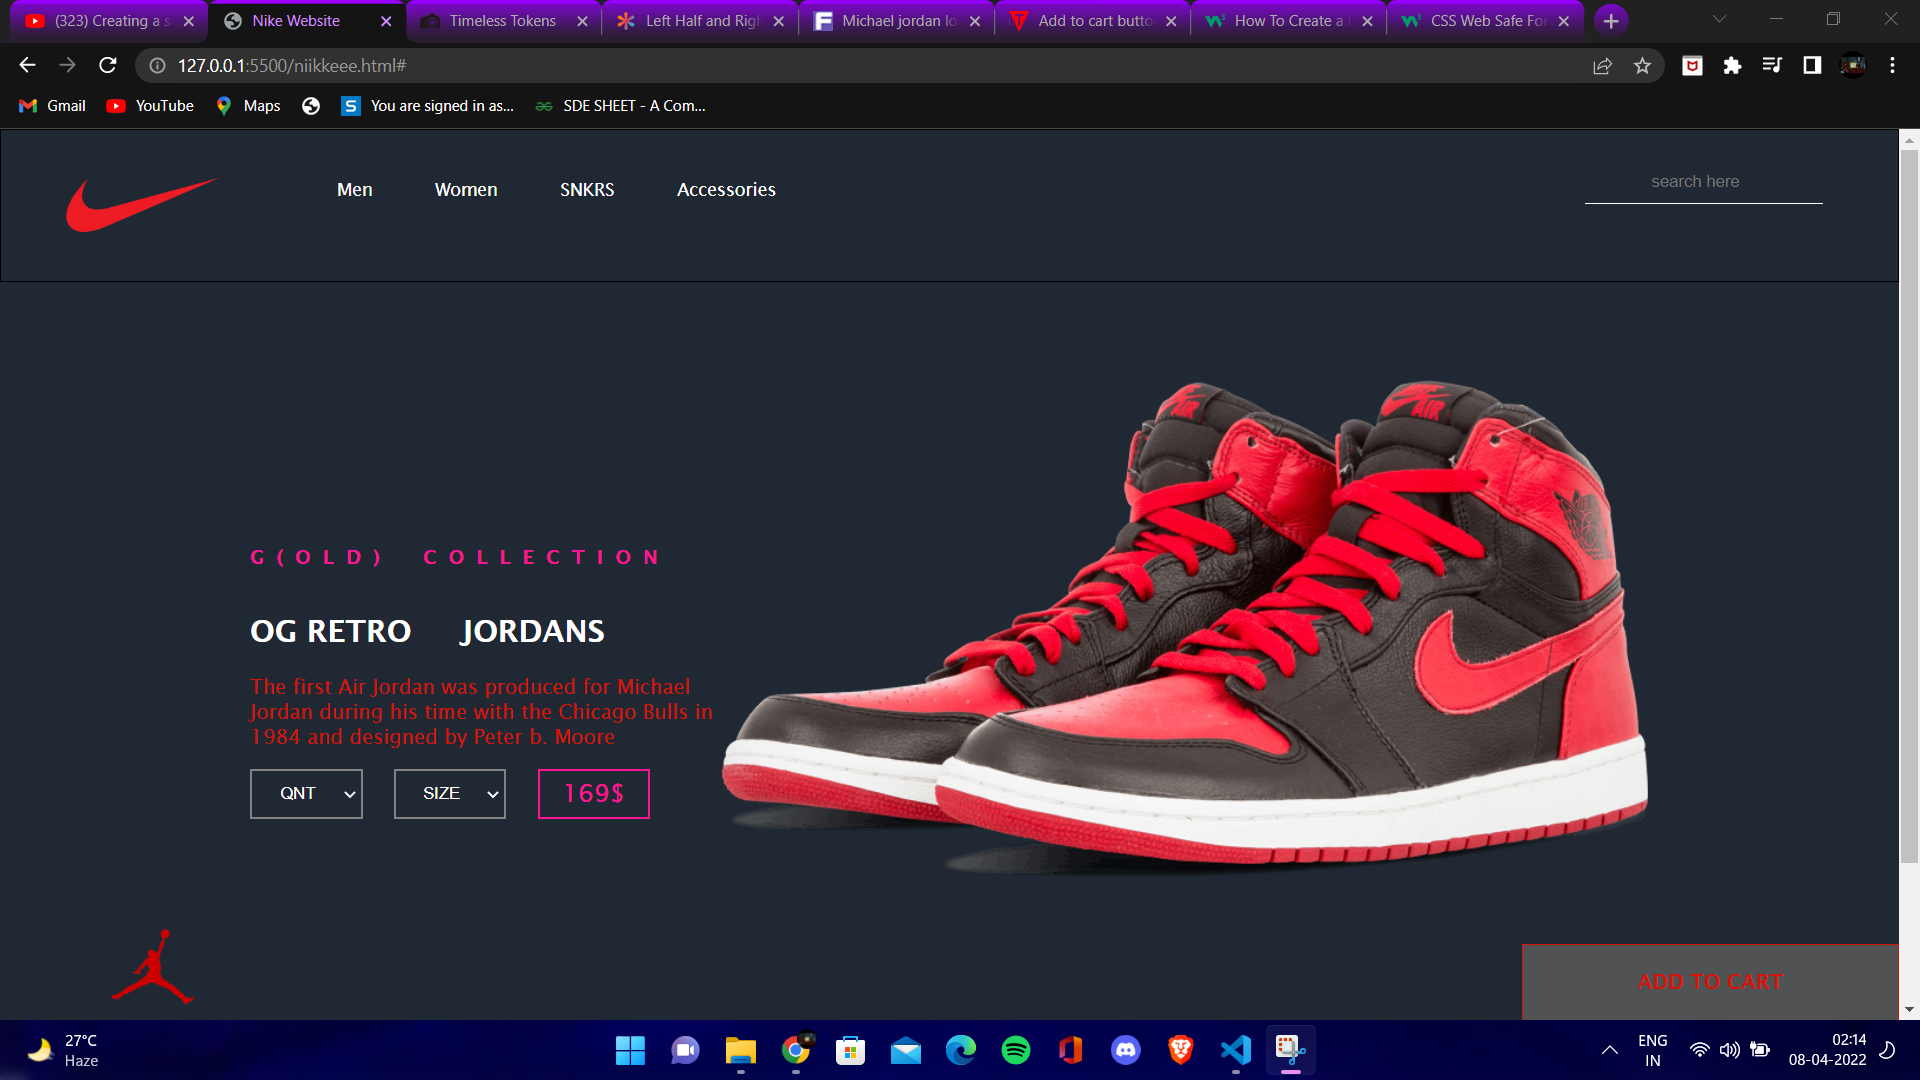 (323) Creating a s
Nike Website
Timeless Tokens
Left Half and Righ
Michael jordan lo
Add to cart butto
How To Create a
CSS Web Safe Fo
127.0.0.1:5500/niikkeee.html#
Gmail
YouTube
Maps
You are signed in as...
SDE SHEET - A Com...
Men
Women
SNKRS
Accessories
search here
G(OLD) COLLECTION
OG RETRO JORDANS
The first Air Jordan was produced for Michael
Jordan during his time with the Chicago Bulls in
1984 and designed by Peter b. Moore
QNT
SIZE
169$
AIR
AIR
ADD TO CART
27°C
Haze
ENG
IN
02:14
08-04-2022